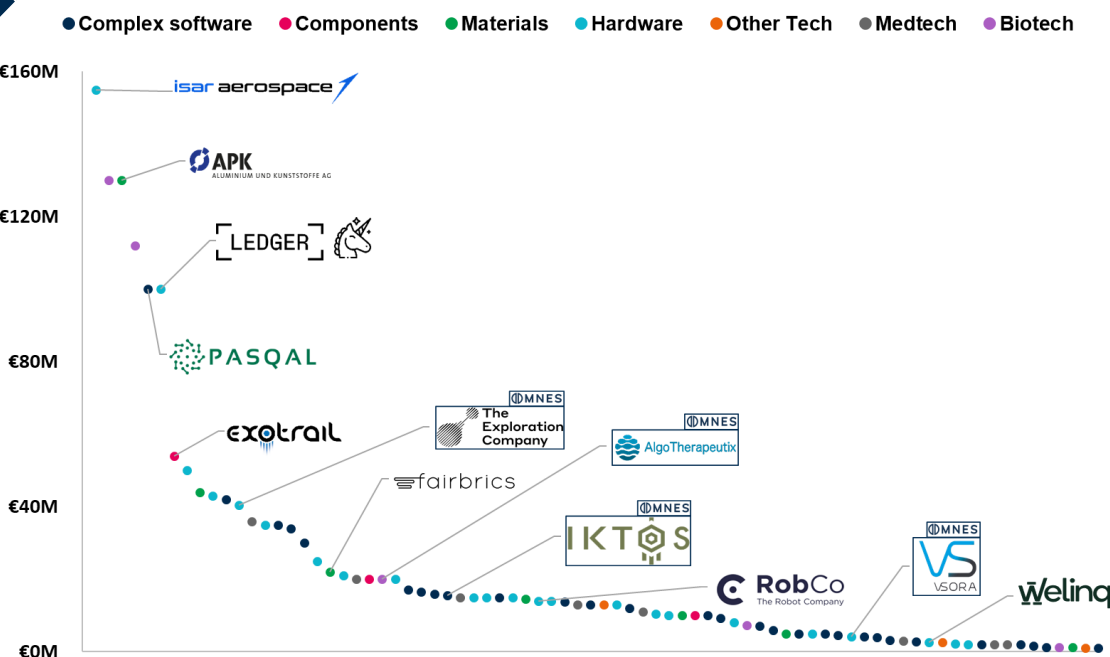 Complex software Components Materials Hardware Other Tech Medtech Biotech
€160M
isar aerospace
APK
ALUMINIUM UND KUNSTSTOFFE AG
€120M
LEDGER
€80M
PASQAL
OMNES
The
Exploration
Company
exotrail
OMNES
AlgoTherapeutix
fairbrics
€40M
OMNES
IKTOS
OMNES
VS
VSORA
RobCo
The Robot Company
Welinq
€0M